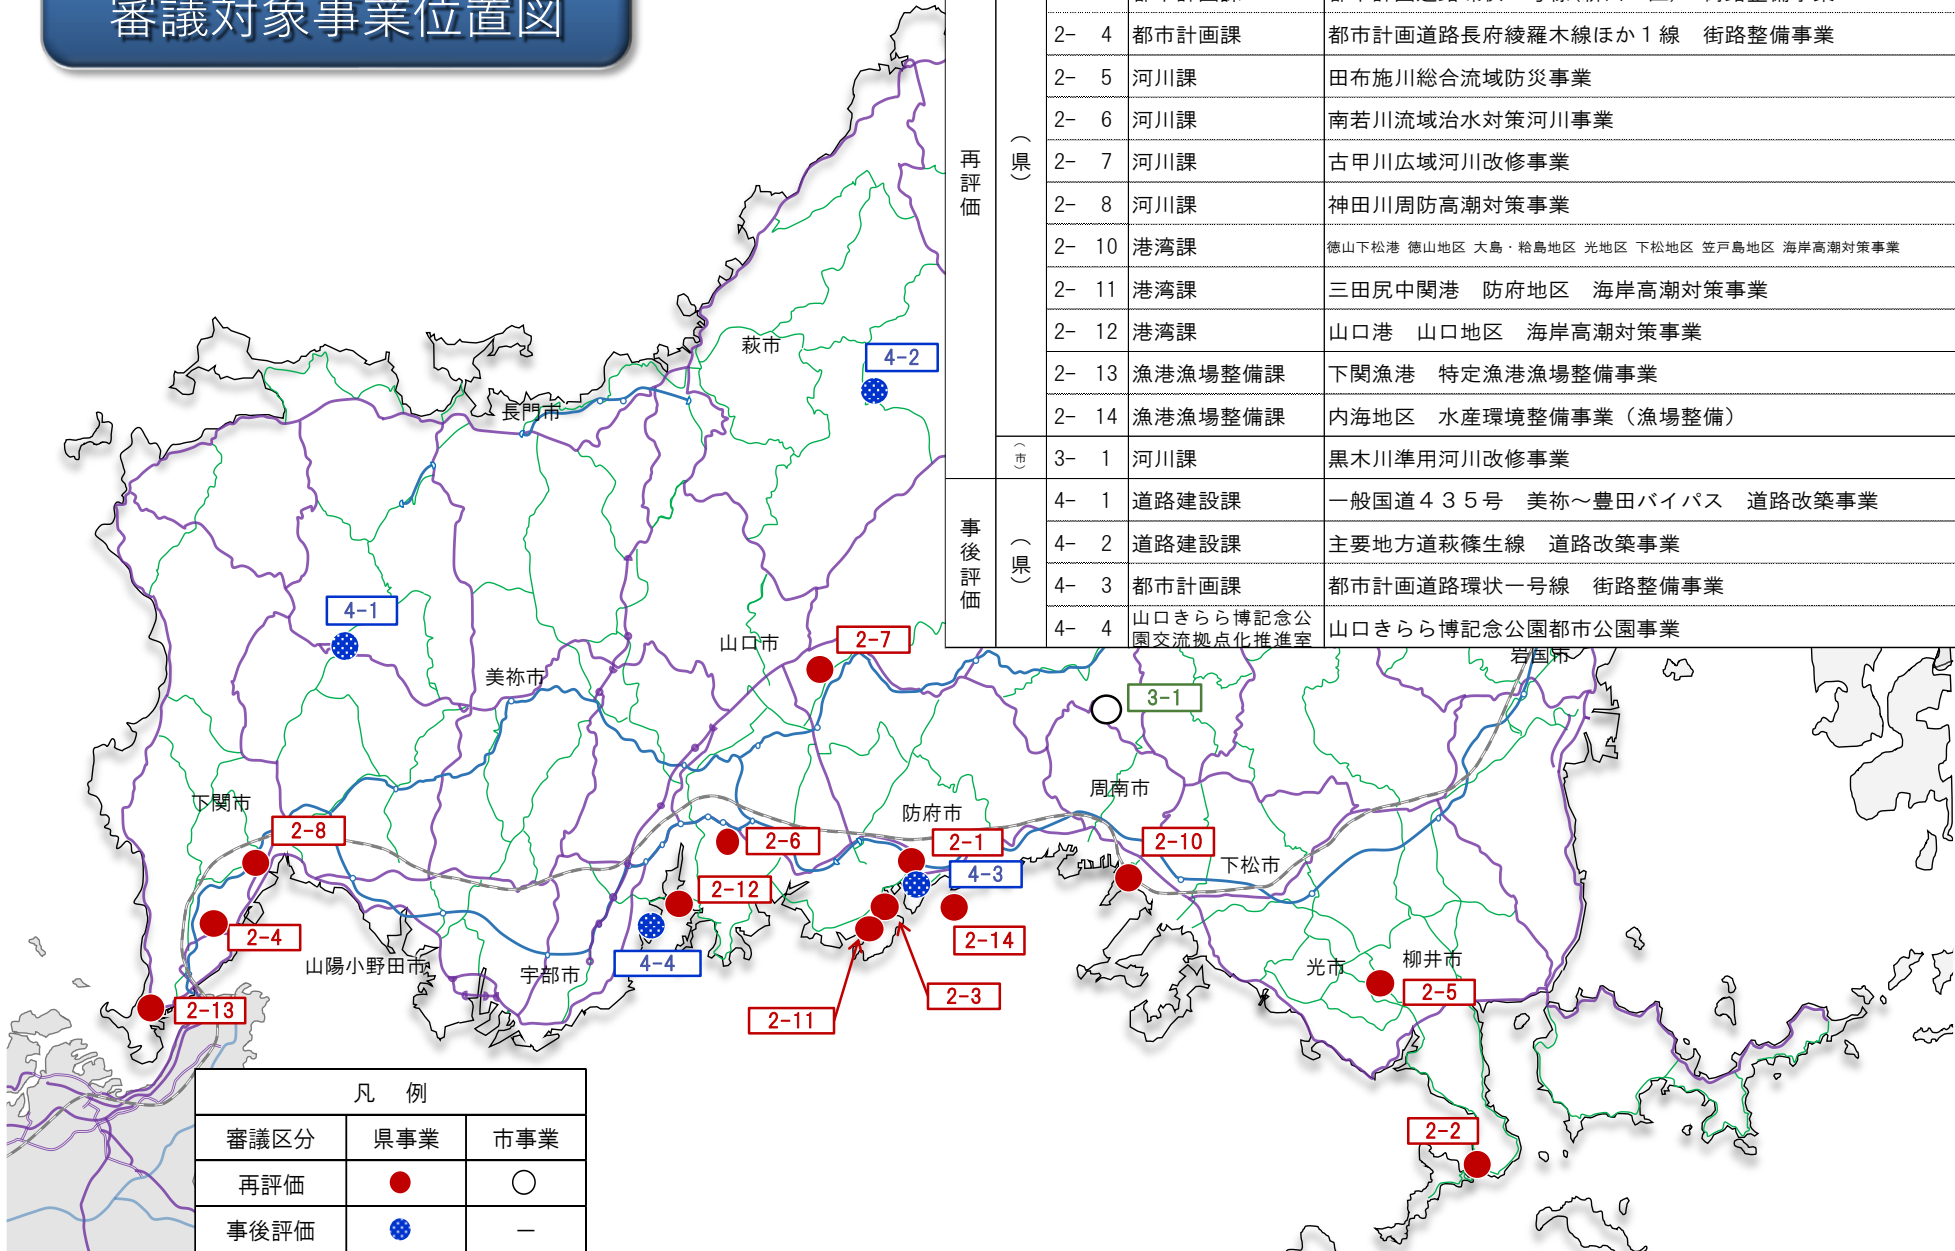 審議対象事業位置図
2- 4 都市計画課 都市計画道路長府綾羅木線ほか１線　街路整備事業
2- 5 河川課 田布施川総合流域防災事業
2- 6 河川課 南若川流域治水対策河川事業
2- 7 河川課 古甲川広域河川改修事業
2- 8 河川課 神田川周防高潮対策事業
2- 10 港湾課 徳山下松港 徳山地区 大島・粭島地区 光地区 下松地区 笠戸島地区 海岸高潮対策事業
2- 11 港湾課 三田尻中関港　防府地区　海岸高潮対策事業
2- 12 港湾課 山口港　山口地区　海岸高潮対策事業
2- 13 漁港漁場整備課 下関漁港　特定漁港漁場整備事業
2- 14 漁港漁場整備課 内海地区　水産環境整備事業（漁場整備）
再評価
（県）
（市）
3- 1 河川課 黒木川準用河川改修事業
事後評価
（県）
4- 1 道路建設課 一般国道４３５号　美祢～豊田バイパス　道路改築事業
4- 2 道路建設課 主要地方道萩篠生線　道路改築事業
4- 3 都市計画課 都市計画道路環状一号線　街路整備事業
4- 4 山口きらら博記念公園交流拠点化推進室 山口きらら博記念公園都市公園事業
萩市
4-2
長門市
4-1
山口市
2-7
美祢市
岩国市
3-1
周南市
下関市
2-8
防府市
2-6
2-1
2-10
下松市
4-3
2-12
2-4
2-14
山陽小野田市
宇部市
4-4
光市
柳井市
2-5
2-3
2-13
2-11
2-2
凡　例
審議区分 県事業 市事業
再評価 ● ○
事後評価 ● －